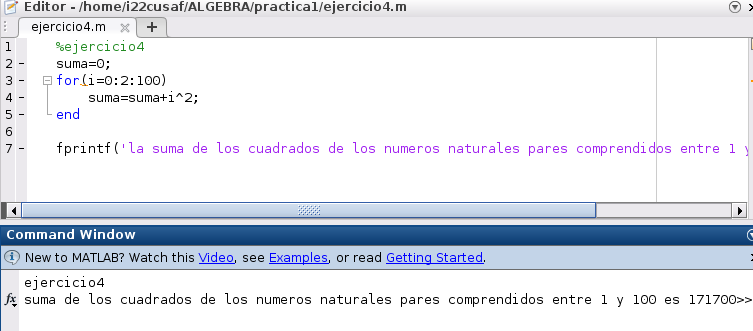 Editor - /home/i22cusaf/ALGEBRA/practica1/ejercicio4.m
ejercicio4.m × +
1 %ejercicio4
2 - suma=0;
3 - for(i=0:2:100)
4 - suma=suma+i^2;
5 - end
6
7 - fprintf('la suma de los cuadrados de los numeros naturales pares comprendidos entre 1 y
Command Window
New to MATLAB? Watch this Video, see Examples, or read Getting Started.
ejercicio4
fx suma de los cuadrados de los numeros naturales pares comprendidos entre 1 y 100 es 171700>>